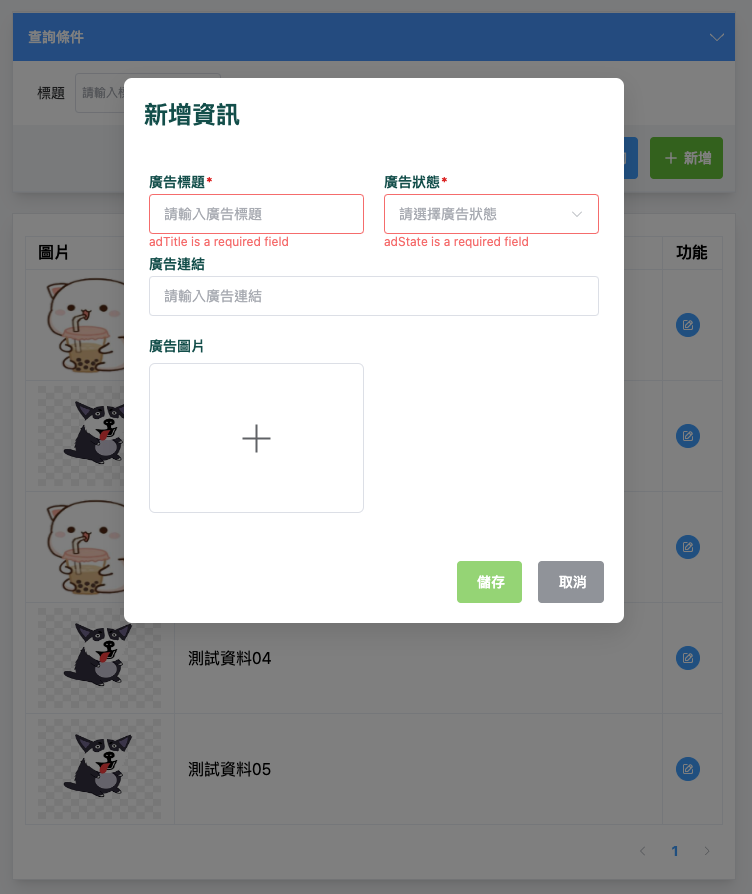 查詢條件
標題
請輸入標
新增
新增資訊
廣告標題*
廣告狀態*
請輸入廣告標題
請選擇廣告狀態
adTitle is a required field
adState is a required field
廣告連結
請輸入廣告連結
廣告圖片
儲存
取消
圖片
功能
測試資料04
測試資料05
1